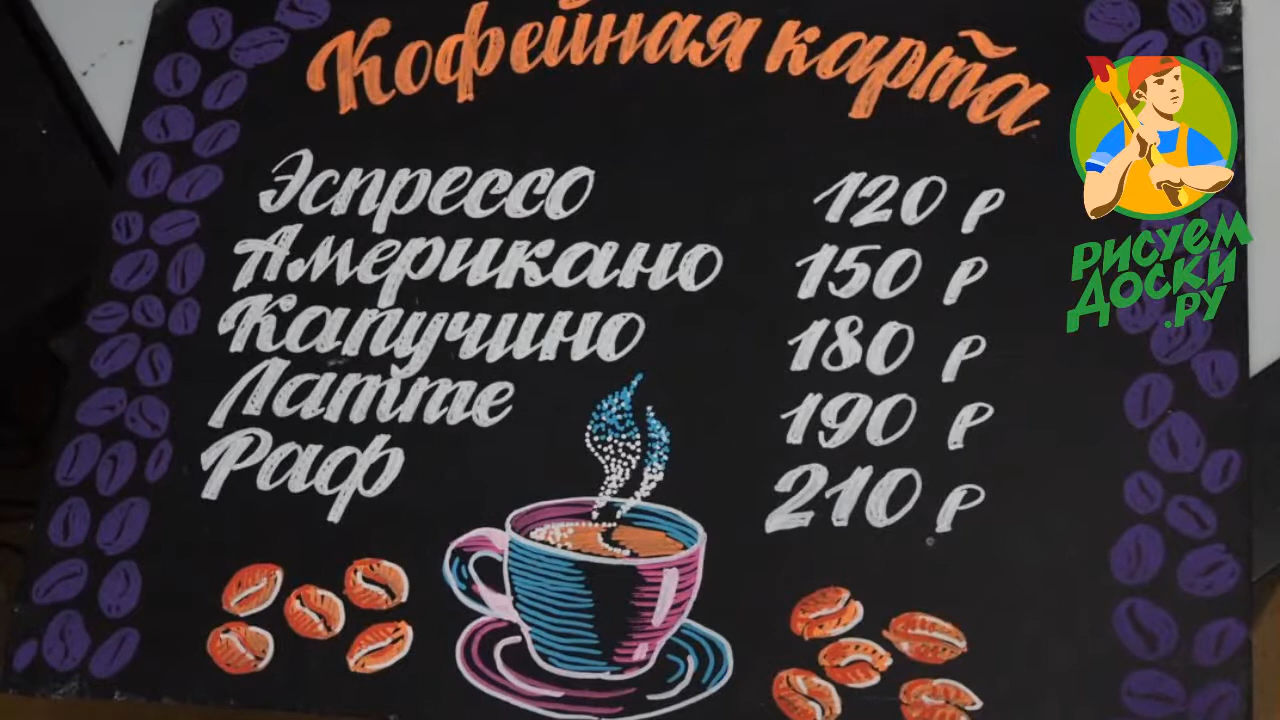 Кофейная карта
Эспрессо 120 р
Американо 150 р
Капучино 180 р
Латте 190 р
Раф 210 р
РИСУЕМ
ДОСКИ
.РУ